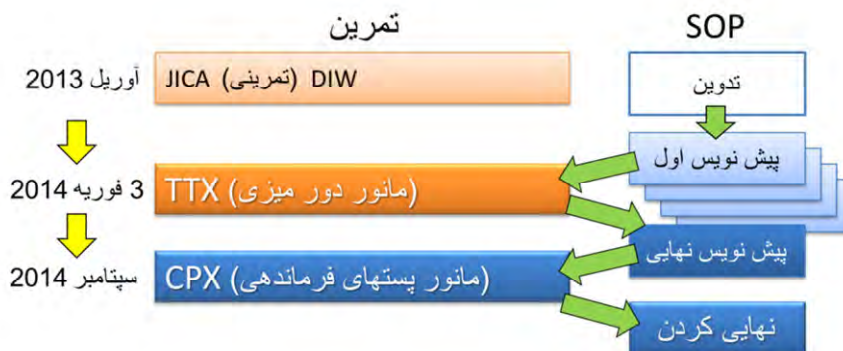 تمرین
SOP
آوریل 2013
JICA (تمرینی) DIW
تدوین
پیش نویس اول
3 فوریه 2014
TTX (مانور دور میزی)
پیش نویس نهایی
سپتامبر 2014
CPX (مانور پستهای فرماندهی)
نهایی کردن